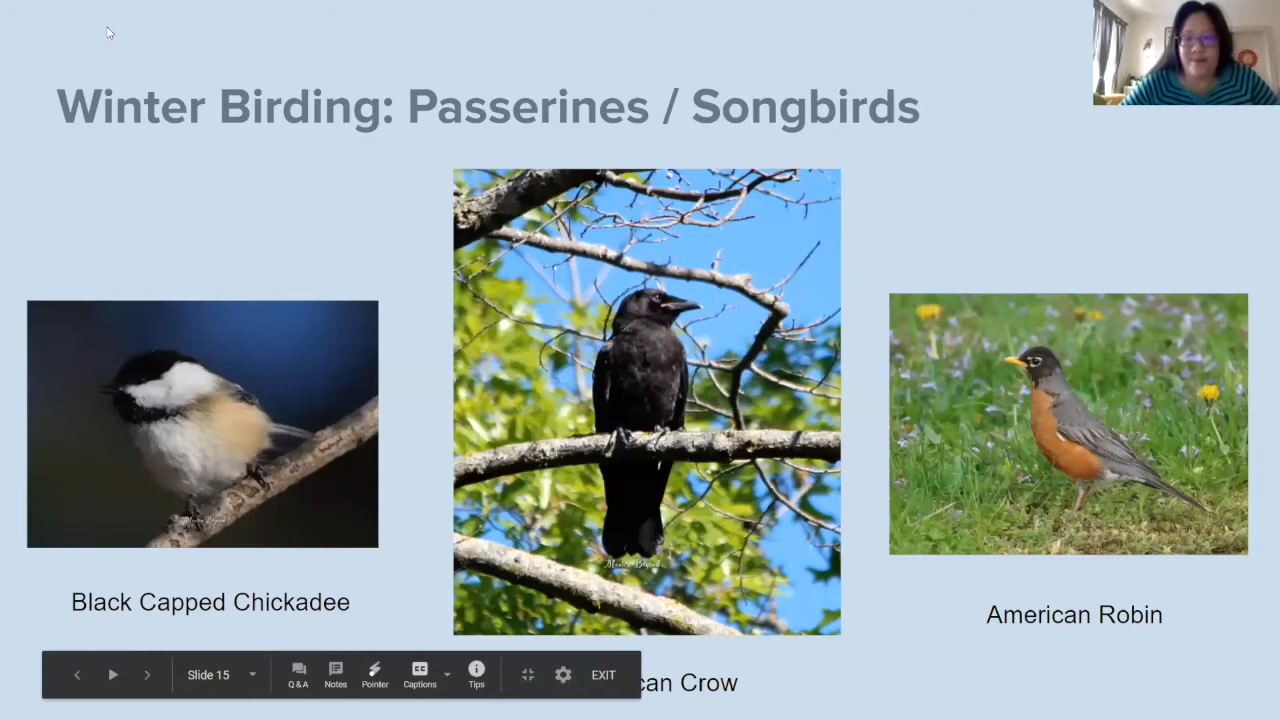 Winter Birding: Passerines / Songbirds
Black Capped Chickadee
American Robin
can Crow
Slide 15
Q & A
Notes
Pointer
Captions
Tips
EXIT